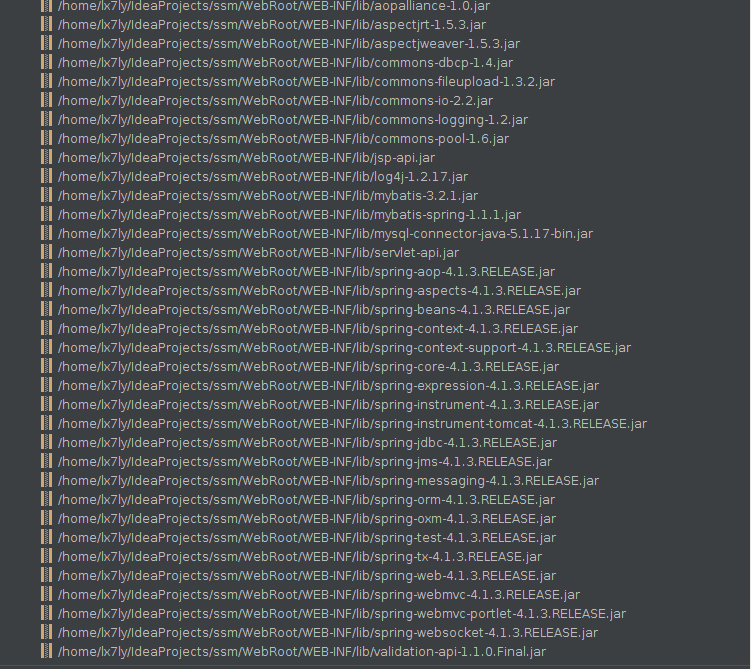 /home/lx7ly/IdeaProjects/ssm/WebRoot/WEB-INF/lib/aopalliance-1.0.jar
/home/lx7ly/IdeaProjects/ssm/WebRoot/WEB-INF/lib/aspectjrt-1.5.3.jar
/home/lx7ly/IdeaProjects/ssm/WebRoot/WEB-INF/lib/aspectjweaver-1.5.3.jar
/home/lx7ly/IdeaProjects/ssm/WebRoot/WEB-INF/lib/commons-dbcp-1.4.jar
/home/lx7ly/IdeaProjects/ssm/WebRoot/WEB-INF/lib/commons-fileupload-1.3.2.jar
/home/lx7ly/IdeaProjects/ssm/WebRoot/WEB-INF/lib/commons-io-2.2.jar
/home/lx7ly/IdeaProjects/ssm/WebRoot/WEB-INF/lib/commons-logging-1.2.jar
/home/lx7ly/IdeaProjects/ssm/WebRoot/WEB-INF/lib/commons-pool-1.6.jar
/home/lx7ly/IdeaProjects/ssm/WebRoot/WEB-INF/lib/jsp-api.jar
/home/lx7ly/IdeaProjects/ssm/WebRoot/WEB-INF/lib/log4j-1.2.17.jar
/home/lx7ly/IdeaProjects/ssm/WebRoot/WEB-INF/lib/mybatis-3.2.1.jar
/home/lx7ly/IdeaProjects/ssm/WebRoot/WEB-INF/lib/mybatis-spring-1.1.1.jar
/home/lx7ly/IdeaProjects/ssm/WebRoot/WEB-INF/lib/mysql-connector-java-5.1.17-bin.jar
/home/lx7ly/IdeaProjects/ssm/WebRoot/WEB-INF/lib/servlet-api.jar
/home/lx7ly/IdeaProjects/ssm/WebRoot/WEB-INF/lib/spring-aop-4.1.3.RELEASE.jar
/home/lx7ly/IdeaProjects/ssm/WebRoot/WEB-INF/lib/spring-aspects-4.1.3.RELEASE.jar
/home/lx7ly/IdeaProjects/ssm/WebRoot/WEB-INF/lib/spring-beans-4.1.3.RELEASE.jar
/home/lx7ly/IdeaProjects/ssm/WebRoot/WEB-INF/lib/spring-context-4.1.3.RELEASE.jar
/home/lx7ly/IdeaProjects/ssm/WebRoot/WEB-INF/lib/spring-context-support-4.1.3.RELEASE.jar
/home/lx7ly/IdeaProjects/ssm/WebRoot/WEB-INF/lib/spring-core-4.1.3.RELEASE.jar
/home/lx7ly/IdeaProjects/ssm/WebRoot/WEB-INF/lib/spring-expression-4.1.3.RELEASE.jar
/home/lx7ly/IdeaProjects/ssm/WebRoot/WEB-INF/lib/spring-instrument-4.1.3.RELEASE.jar
/home/lx7ly/IdeaProjects/ssm/WebRoot/WEB-INF/lib/spring-instrument-tomcat-4.1.3.RELEASE.jar
/home/lx7ly/IdeaProjects/ssm/WebRoot/WEB-INF/lib/spring-jdbc-4.1.3.RELEASE.jar
/home/lx7ly/IdeaProjects/ssm/WebRoot/WEB-INF/lib/spring-jms-4.1.3.RELEASE.jar
/home/lx7ly/IdeaProjects/ssm/WebRoot/WEB-INF/lib/spring-messaging-4.1.3.RELEASE.jar
/home/lx7ly/IdeaProjects/ssm/WebRoot/WEB-INF/lib/spring-orm-4.1.3.RELEASE.jar
/home/lx7ly/IdeaProjects/ssm/WebRoot/WEB-INF/lib/spring-oxm-4.1.3.RELEASE.jar
/home/lx7ly/IdeaProjects/ssm/WebRoot/WEB-INF/lib/spring-test-4.1.3.RELEASE.jar
/home/lx7ly/IdeaProjects/ssm/WebRoot/WEB-INF/lib/spring-tx-4.1.3.RELEASE.jar
/home/lx7ly/IdeaProjects/ssm/WebRoot/WEB-INF/lib/spring-web-4.1.3.RELEASE.jar
/home/lx7ly/IdeaProjects/ssm/WebRoot/WEB-INF/lib/spring-webmvc-4.1.3.RELEASE.jar
/home/lx7ly/IdeaProjects/ssm/WebRoot/WEB-INF/lib/spring-webmvc-portlet-4.1.3.RELEASE.jar
/home/lx7ly/IdeaProjects/ssm/WebRoot/WEB-INF/lib/spring-websocket-4.1.3.RELEASE.jar
/home/lx7ly/IdeaProjects/ssm/WebRoot/WEB-INF/lib/validation-api-1.1.0.Final.jar